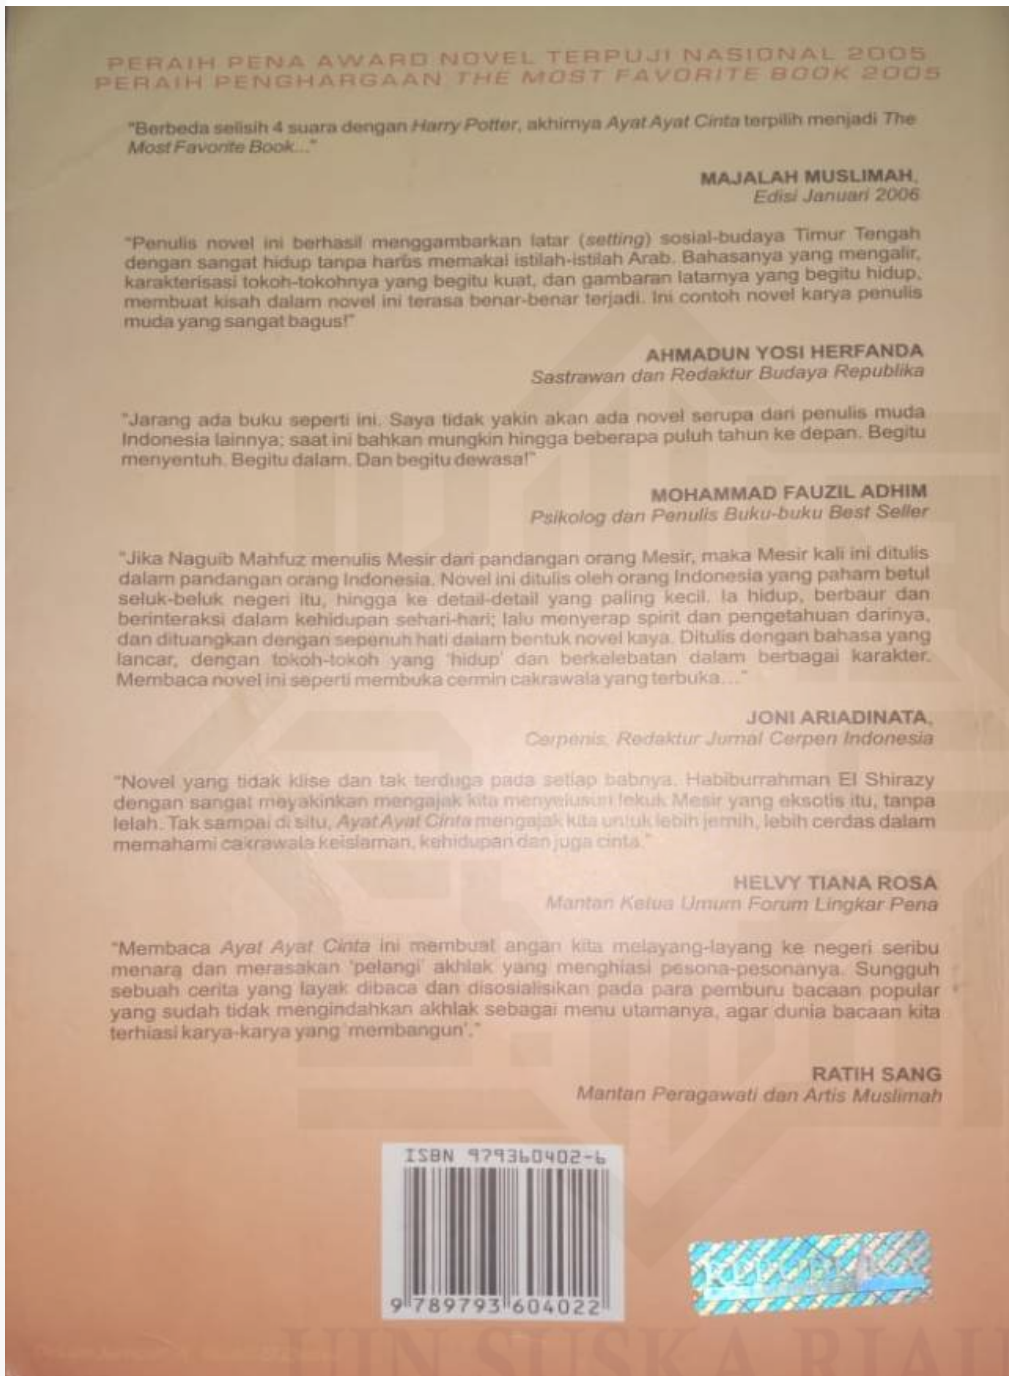 PERAIH PENA AWARD NOVEL TERPUJI NASIONAL 2005
PERAIH PENGHARGAAN THE MOST FAVORITE BOOK 2005
"Berbeda selisih 4 suara dengan Harry Potter, akhirnya Ayat Ayat Cinta terpilih menjadi The
Most Favorite Book..."
MAJALAH MUSLIMAH,
Edisi Januari 2006
"Penulis novel ini berhasil menggambarkan latar (setting) sosial-budaya Timur Tengah
dengan sangat hidup tanpa harus memakai istilah-istilah Arab. Bahasanya yang mengalir,
karakterisasi tokoh-tokohnya yang begitu kuat, dan gambaran latarnya yang begitu hidup,
membuat kisah dalam novel ini terasa benar-benar terjadi. Ini contoh novel karya penulis
muda yang sangat bagus!"
AHMADUN YOSI HERFANDA
Sastrawan dan Redaktur Budaya Republika
"Jarang ada buku seperti ini. Saya tidak yakin akan ada novel serupa dari penulis muda
Indonesia lainnya; saat ini bahkan mungkin hingga beberapa puluh tahun ke depan. Begitu
menyentuh. Begitu dalam. Dan begitu dewasa!"
MOHAMMAD FAUZIL ADHIM
Psikolog dan Penulis Buku-buku Best Seller
"Jika Naguib Mahfuz menulis Mesir dari pandangan orang Mesir, maka Mesir kali ini ditulis
dalam pandangan orang Indonesia. Novel ini ditulis oleh orang Indonesia yang paham betul
seluk-beluk negeri itu, hingga ke detail-detail yang paling kecil. Ia hidup, berbaur dan
berinteraksi dalam kehidupan sehari-hari; lalu menyerap spirit dan pengetahuan darinya,
dan dituangkan dengan sepenuh hati dalam bentuk novel kaya. Ditulis dengan bahasa yang
lancar, dengan tokoh-tokoh yang 'hidup' dan berkelebatan dalam berbagai karakter.
Membaca novel ini seperti membuka cermin cakrawala yang terbuka..."
JONI ARIADINATA,
Cerpenis, Redaktur Jurnal Cerpen Indonesia
"Novel yang tidak klise dan tak terduga pada setiap babnya. Habiburrahman El Shirazy
dengan sangat meyakinkan mengajak kita menyelusuri lekuk Mesir yang eksotis itu, tanpa
lelah. Tak sampai di situ, Ayat Ayat Cinta mengajak kita untuk lebih jernih, lebih cerdas dalam
memahami cakrawala keislaman, kehidupan dan juga cinta."
HELVY TIANA ROSA
Mantan Ketua Umum Forum Lingkar Pena
"Membaca Ayat Ayat Cinta ini membuat angan kita melayang-layang ke negeri seribu
menara dan merasakan 'pelangi' akhlak yang menghiasi pesona-pesonanya. Sungguh
sebuah cerita yang layak dibaca dan disosialisikan pada para pemburu bacaan popular
yang sudah tidak mengindahkan akhlak sebagai menu utamanya, agar dunia bacaan kita
terhiasi karya-karya yang 'membangun'."
RATIH SANG
Mantan Peragawati dan Artis Muslimah
ISBN 979360402-6
9 789793 604022
UIN SUSKA RIAU